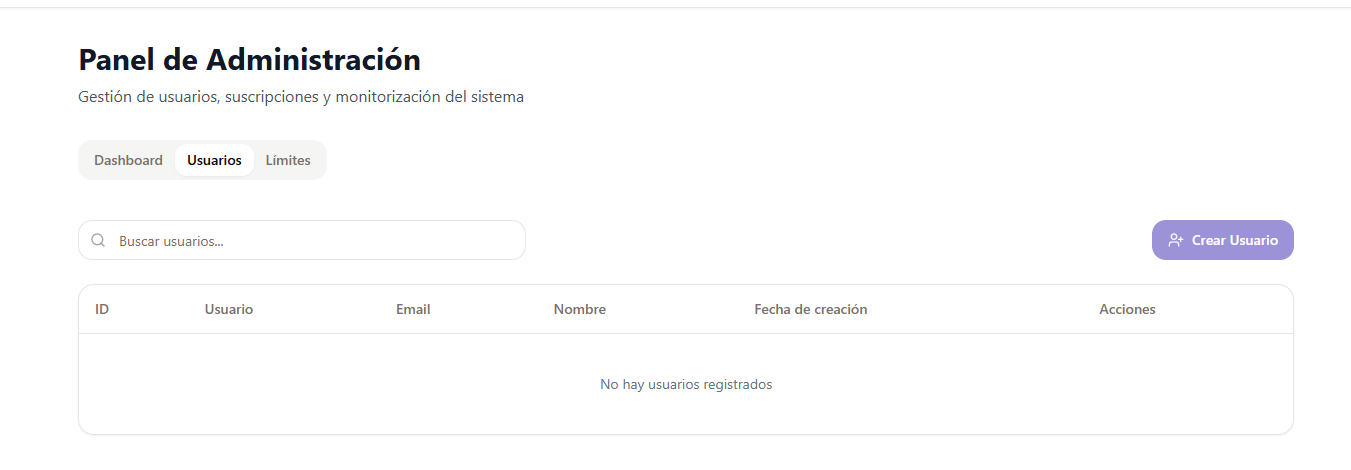 Panel de Administración
Gestión de usuarios, suscripciones y monitorización del sistema
Dashboard Usuarios Límites
Buscar usuarios... Crear Usuario
ID Usuario Email Nombre Fecha de creación Acciones
No hay usuarios registrados